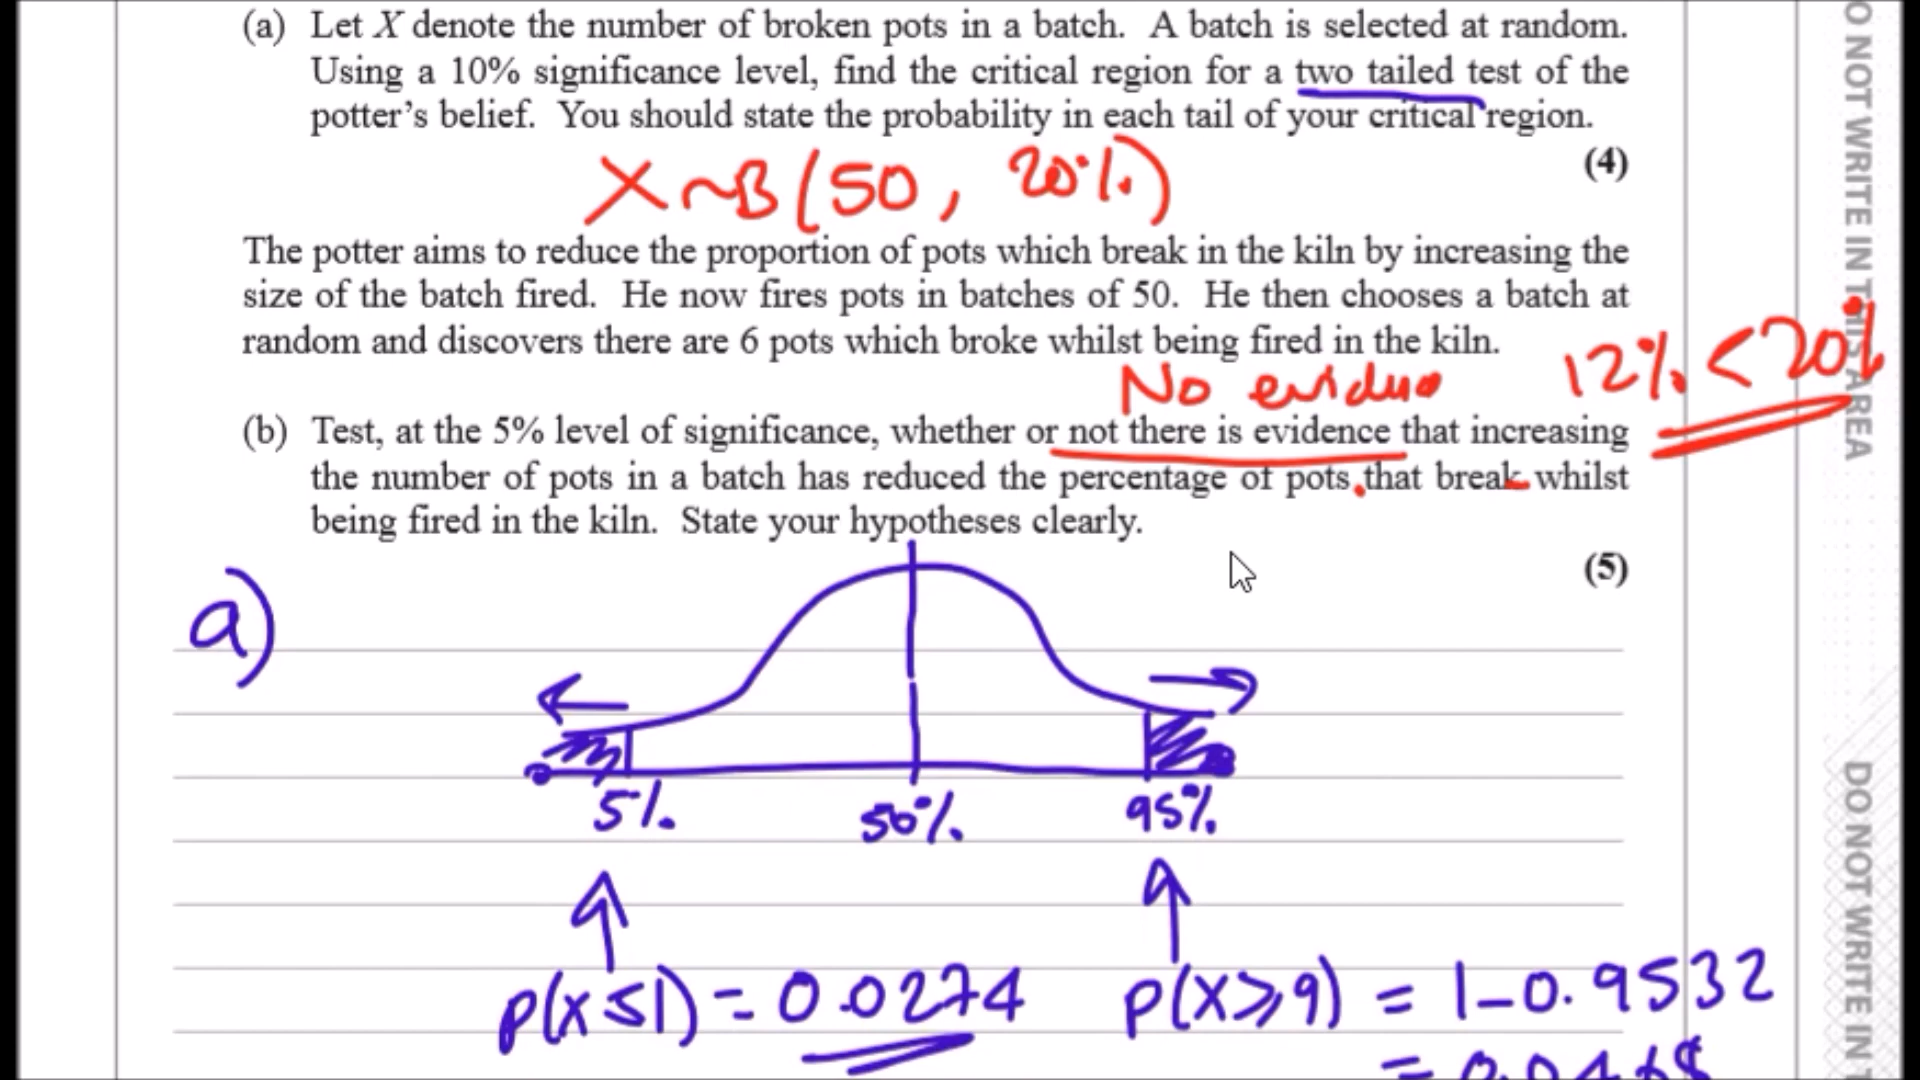 (a) Let X denote the number of broken pots in a batch. A batch is selected at random.
Using a 10% significance level, find the critical region for a two tailed test of the
potter's belief. You should state the probability in each tail of your critical region.
(4)
X~B(50, 20%)
The potter aims to reduce the proportion of pots which break in the kiln by increasing the
size of the batch fired. He now fires pots in batches of 50. He then chooses a batch at
random and discovers there are 6 pots which broke whilst being fired in the kiln.
12% < 20%
No
(b) Test, at the 5% level of significance, whether or not there is evidence that increasing
the number of pots in a batch has reduced the percentage of pots that break whilst
being fired in the kiln. State your hypotheses clearly.
(5)
a)
5% 50% 95%
p(x≤1) = 0.0274 p(x≥9) = 1-0.9532
O NOT WRITE IN THIS AREA
DO NOT WRITE IN T